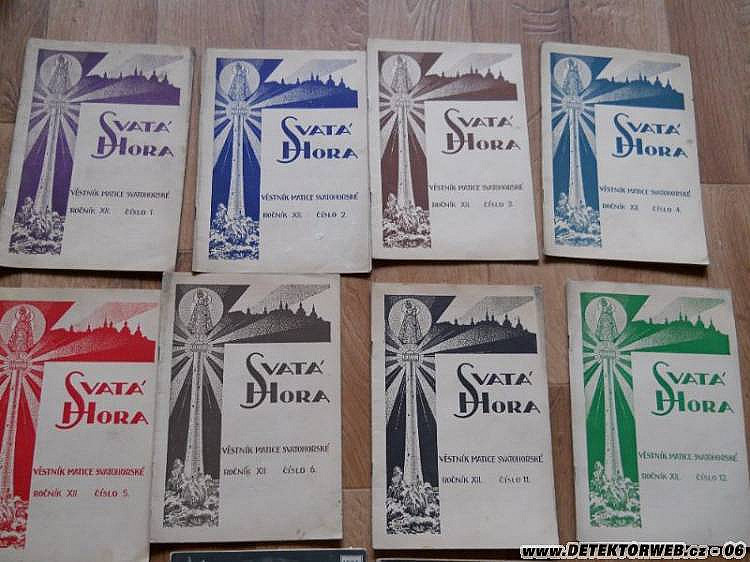 SVATÁ
HORA
VĚSTNÍK MATICE SVATOHORSKÉ
ROČNÍK XII. ČÍSLO 1.
SVATÁ
HORA
VĚSTNÍK MATICE SVATOHORSKÉ
ROČNÍK XII. ČÍSLO 2.
SVATÁ
HORA
VĚSTNÍK MATICE SVATOHORSKÉ
ROČNÍK XII. ČÍSLO 3.
SVATÁ
HORA
VĚSTNÍK MATICE SVATOHORSKÉ
ROČNÍK XII. ČÍSLO 4.
SVATÁ
HORA
VĚSTNÍK MATICE SVATOHORSKÉ
ROČNÍK XII ČÍSLO 5.
SVATÁ
HORA
VĚSTNÍK MATICE SVATOHORSKÉ
ROČNÍK XII ČÍSLO 6.
SVATÁ
HORA
VĚSTNÍK MATICE SVATOHORSKÉ
ROČNÍK XII. ČÍSLO 11.
SVATÁ
HORA
VĚSTNÍK MATICE SVATOHORSKÉ
ROČNÍK XII. ČÍSLO 12.
www.DETEKTORWEB.cz - 06